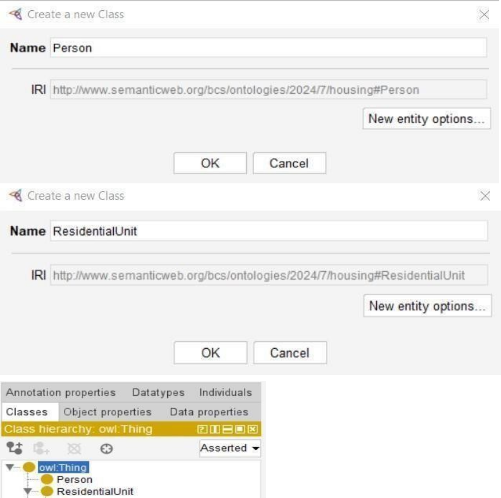 Create a new Class
Name Person
IRI http://www.semanticweb.org/bcs/ontologies/2024/7/housing#Person
New entity options...
OK Cancel
Create a new Class
Name ResidentialUnit
IRI http://www.semanticweb.org/bcs/ontologies/2024/7/housing#ResidentialUnit
New entity options...
OK Cancel
Annotation properties Datatypes Individuals
Classes Object properties Data properties
Class hierarchy: owl:Thing
Asserted
owl:Thing
Person
ResidentialUnit